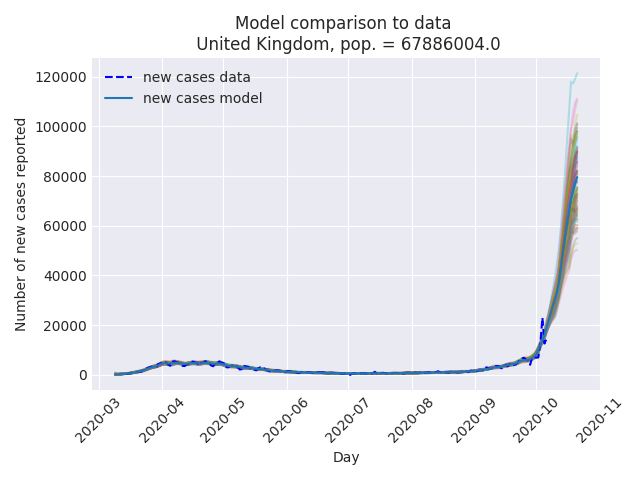 Model comparison to data
United Kingdom, pop. = 67886004.0
new cases data
new cases model
120000
100000
80000
60000
40000
20000
0
Number of new cases reported
2020-03
2020-04
2020-05
2020-06
2020-07
2020-08
2020-09
2020-10
2020-11
Day